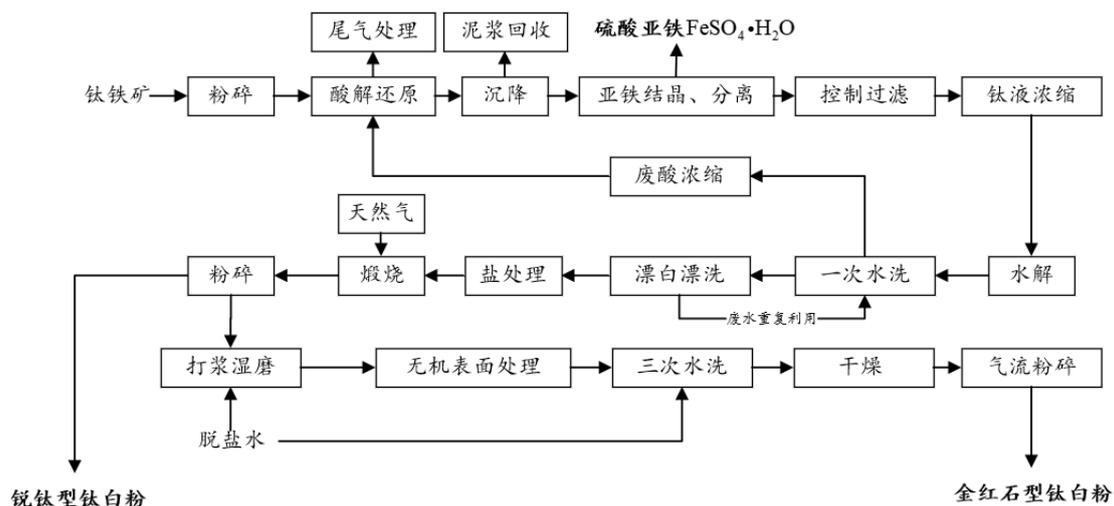 尾气处理
泥浆回收
硫酸亚铁FeSO₄•H₂O
钛铁矿
粉碎
酸解还原
沉降
亚铁结晶、分离
控制过滤
钛液浓缩
废酸浓缩
天然气
粉碎
煅烧
盐处理
漂白漂洗
一次水洗
水解
废水重复利用
打浆湿磨
无机表面处理
三次水洗
干燥
气流粉碎
脱盐水
锐钛型钛白粉
金红石型钛白粉